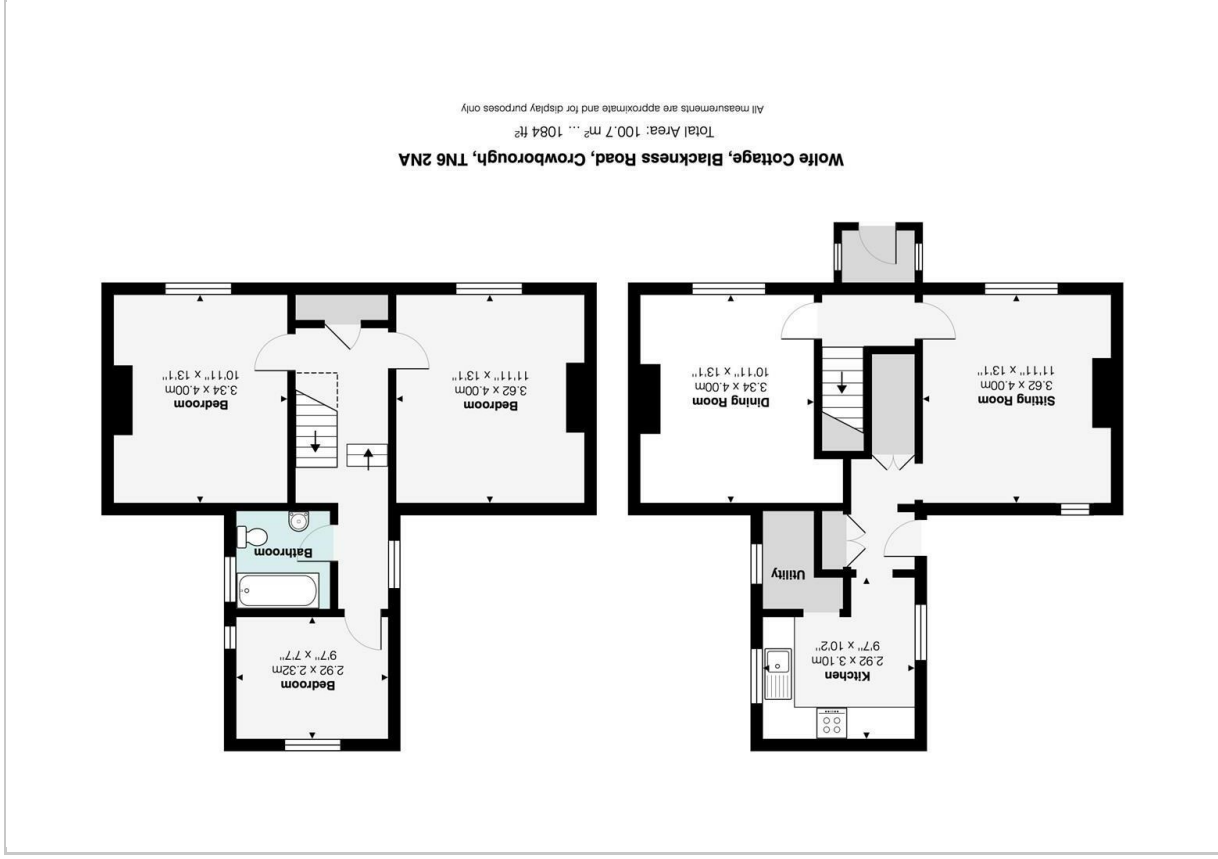 Kitchen
2.92 x 3.10m
9'7'' x 10'2''
Utility
Sitting Room
3.62 x 4.00m
11'11'' x 13'1''
Dining Room
3.34 x 4.00m
10'11'' x 13'1''
Bedroom
2.92 x 2.32m
9'7'' x 7'7''
Bathroom
Bedroom
3.62 x 4.00m
11'11'' x 13'1''
Bedroom
3.34 x 4.00m
10'11'' x 13'1''
Wolfe Cottage, Blackness Road, Crowborough, TN6 2NA
Total Area: 100.7 m² ... 1084 ft²
All measurements are approximate and for display purposes only